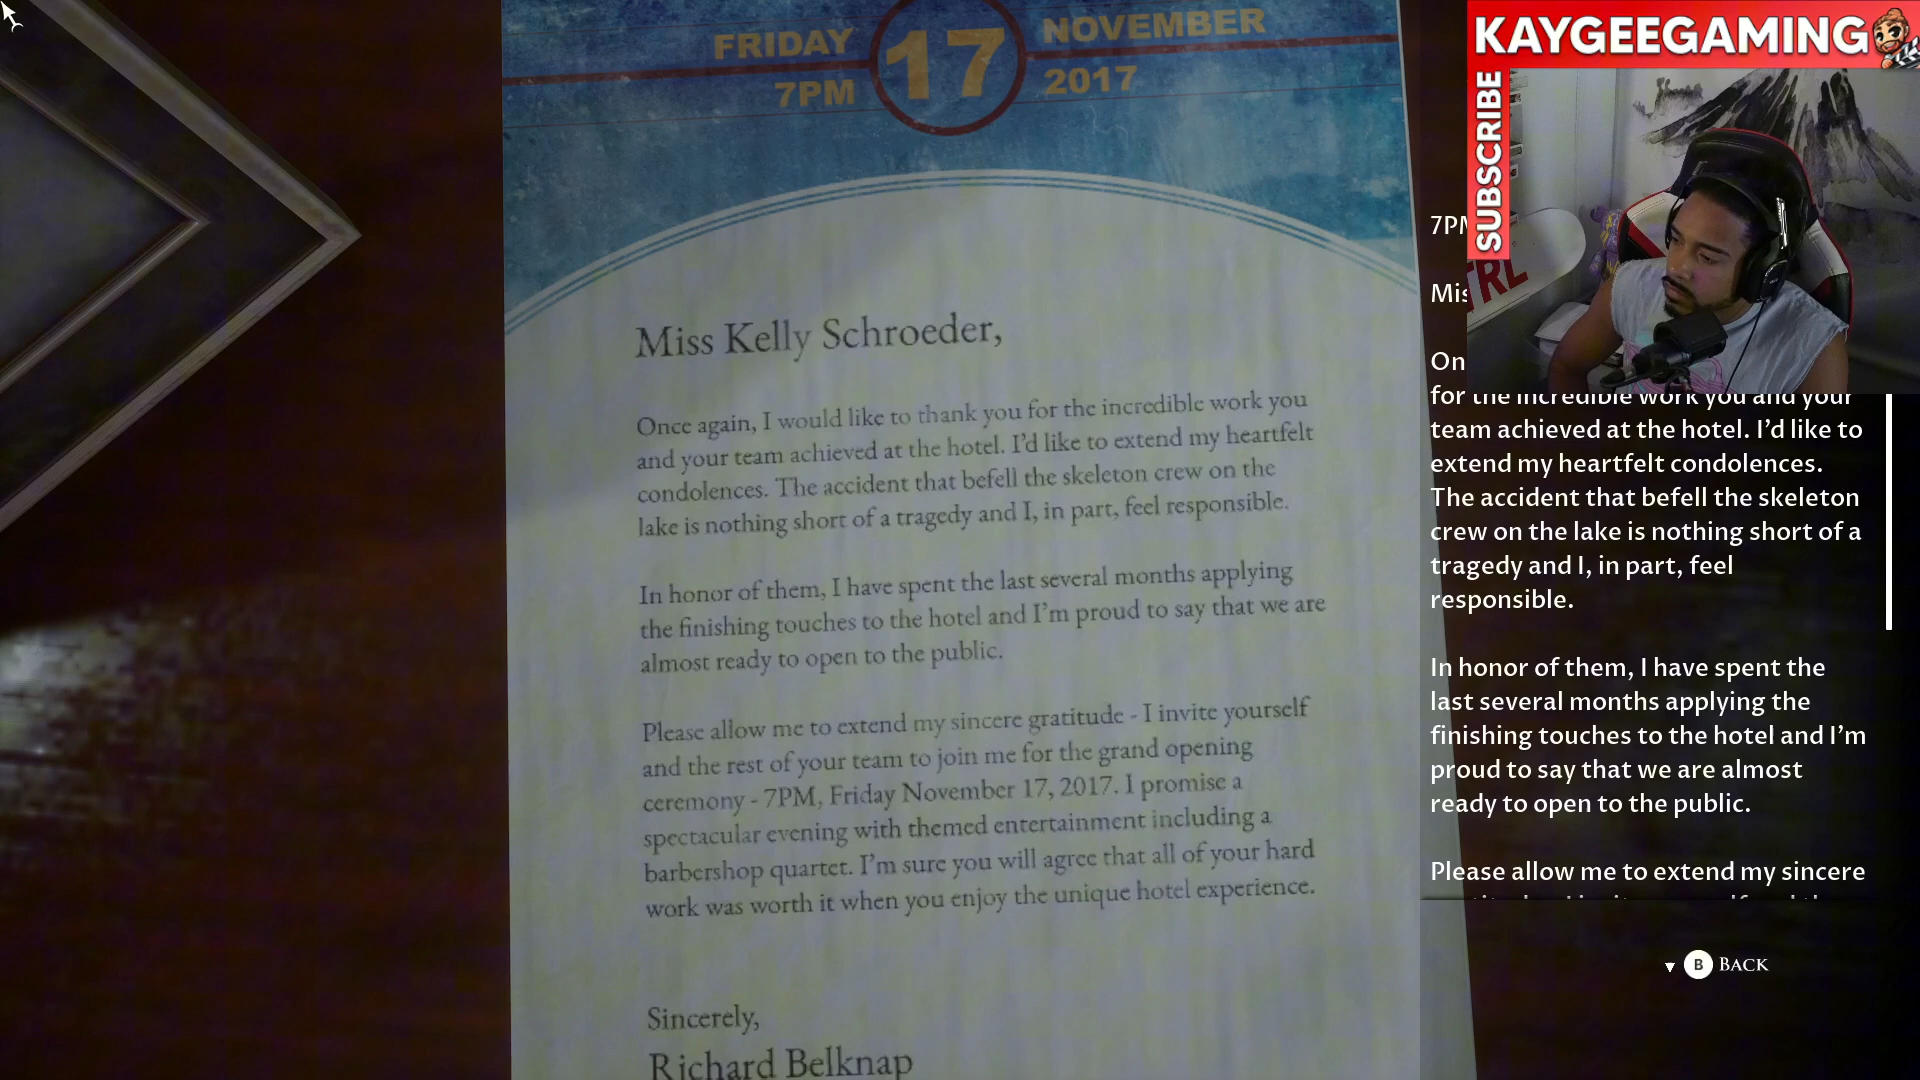 FRIDAY
7PM
17
NOVEMBER
2017
Miss Kelly Schroeder,
Once again, I would like to thank you for the incredible work you
and your team achieved at the hotel. I'd like to extend my heartfelt
condolences. The accident that befell the skeleton crew on the
lake is nothing short of a tragedy and I, in part, feel responsible.
In honor of them, I have spent the last several months applying
the finishing touches to the hotel and I'm proud to say that we are
almost ready to open to the public.
Please allow me to extend my sincere gratitude - I invite yourself
and the rest of your team to join me for the grand opening
ceremony - 7PM, Friday November 17, 2017. I promise a
spectacular evening with themed entertainment including a
barbershop quartet. I'm sure you will agree that all of your hard
work was worth it when you enjoy the unique hotel experience.
Sincerely,
Richard Belknap
KAYGEEGAMING
SUBSCRIBE
TRL
for the incredible work you and your
team achieved at the hotel. I'd like to
extend my heartfelt condolences.
The accident that befell the skeleton
crew on the lake is nothing short of a
tragedy and I, in part, feel
responsible.
In honor of them, I have spent the
last several months applying the
finishing touches to the hotel and I'm
proud to say that we are almost
ready to open to the public.
Please allow me to extend my sincere
B BACK